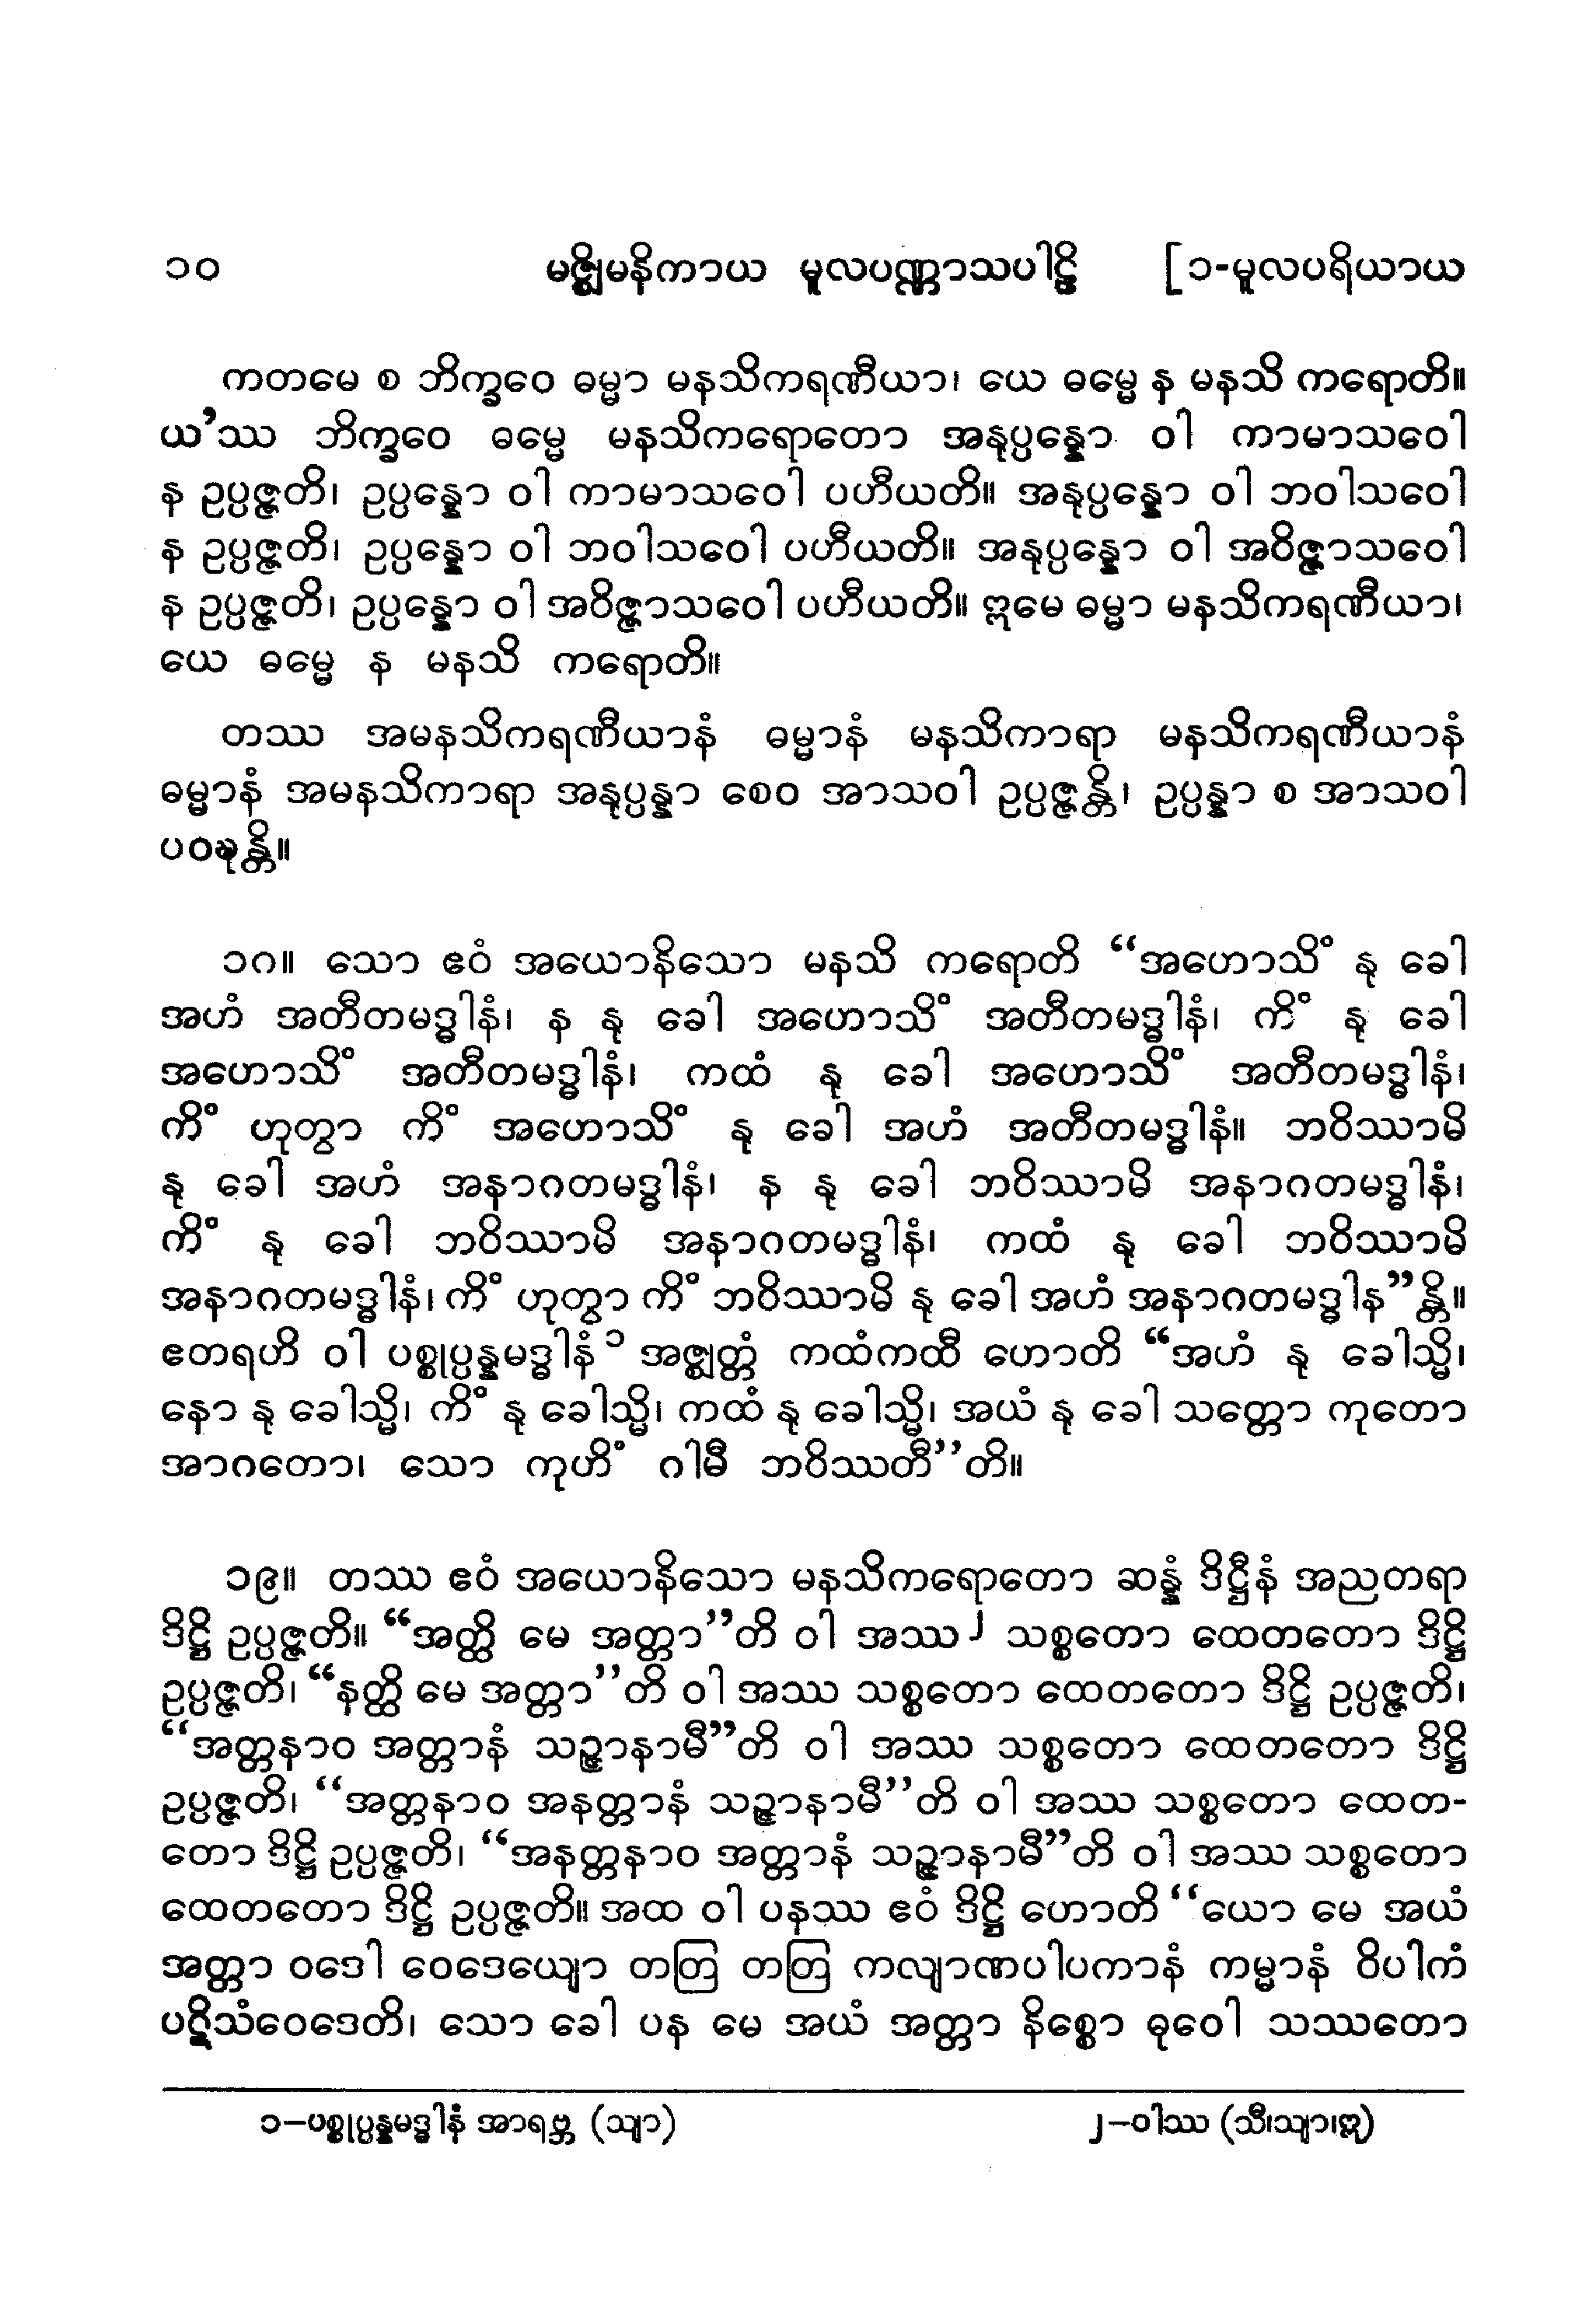 ၁၀ မဇ္ဈိမနိကာယ မူလပဏ္ဏာသပါဠိ [၁-မူလပရိယာယ
ကတမေ စ ဘိက္ခဝေ ဓမ္မာ မနသိကရဏီယာ၊ ယေ ဓမ္မေ န မနသိ ကရောတိ။
ယ’ဿ ဘိက္ခဝေ ဓမ္မေ မနသိကရောတော အနုပ္ပန္နော ဝါ ကာမာသဝေါ
န ဥပ္ပဇ္ဇတိ၊ ဥပ္ပန္နော ဝါ ကာမာသဝေါ ပဟီယတိ။ အနုပ္ပန္နော ဝါ ဘဝါသဝေါ
န ဥပ္ပဇ္ဇတိ၊ ဥပ္ပန္နော ဝါ ဘဝါသဝေါ ပဟီယတိ။ အနုပ္ပန္နော ဝါ အဝိဇ္ဇာသဝေါ
န ဥပ္ပဇ္ဇတိ၊ ဥပ္ပန္နော ဝါ အဝိဇ္ဇာသဝေါ ပဟီယတိ။ ဣမေ ဓမ္မာ မနသိကရဏီယာ၊
ယေ ဓမ္မေ န မနသိ ကရောတိ။
တဿ အမနသိကရဏီယာနံ ဓမ္မာနံ မနသိကာရာ မနသိကရဏီယာနံ
ဓမ္မာနံ အမနသိကာရာ အနုပ္ပန္နာ စေဝ အာသဝါ ဥပ္ပဇ္ဇန္တိ၊ ဥပ္ပန္နာ စ အာသဝါ
ပဝဍ္ဎန္တိ။
၁၈။ သော ဧဝံ အယောနိသော မနသိ ကရောတိ “အဟောသိံ နု ခေါ
အဟံ အတီတမဒ္ဓါနံ၊ န နု ခေါ အဟောသိံ အတီတမဒ္ဓါနံ၊ ကိံ နု ခေါ
အဟောသိံ အတီတမဒ္ဓါနံ၊ ကထံ နု ခေါ အဟောသိံ အတီတမဒ္ဓါနံ၊
ကိံ ဟုတွာ ကိံ အဟောသိံ နု ခေါ အဟံ အတီတမဒ္ဓါနံ။ ဘဝိဿာမိ
နု ခေါ အဟံ အနာဂတမဒ္ဓါနံ၊ န နု ခေါ ဘဝိဿာမိ အနာဂတမဒ္ဓါနံ၊
ကိံ နု ခေါ ဘဝိဿာမိ အနာဂတမဒ္ဓါနံ၊ ကထံ နု ခေါ ဘဝိဿာမိ
အနာဂတမဒ္ဓါနံ၊ ကိံ ဟုတွာ ကိံ ဘဝိဿာမိ နု ခေါ အဟံ အနာဂတမဒ္ဓါန”န္တိ။
ဧတရဟိ ဝါ ပစ္စုပ္ပန္နမဒ္ဓါနံ ၁ အဇ္ဈတ္တံ ကထံကထီ ဟောတိ “အဟံ နု ခေါသ္မိ၊
နော နု ခေါသ္မိ၊ ကိံ နု ခေါသ္မိ၊ ကထံ နု ခေါသ္မိ၊ အယံ နု ခေါ သတ္တော ကုတော
အာဂတော၊ သော ကုဟိံ ဂါမီ ဘဝိဿတီ”တိ။
၁၉။ တဿ ဧဝံ အယောနိသော မနသိကရောတော ဆန္နံ ဒိဋ္ဌီနံ အညတရာ
ဒိဋ္ဌိ ဥပ္ပဇ္ဇတိ။ “အတ္ထိ မေ အတ္တာ”တိ ဝါ အဿ ၂ သစ္စတော ထေတတော ဒိဋ္ဌိ
ဥပ္ပဇ္ဇတိ၊ “နတ္ထိ မေ အတ္တာ”တိ ဝါ အဿ သစ္စတော ထေတတော ဒိဋ္ဌိ ဥပ္ပဇ္ဇတိ၊
“အတ္တနာဝ အတ္တာနံ သဉ္ဇာနာမီ”တိ ဝါ အဿ သစ္စတော ထေတတော ဒိဋ္ဌိ
ဥပ္ပဇ္ဇတိ၊ “အတ္တနာဝ အနတ္တာနံ သဉ္ဇာနာမီ”တိ ဝါ အဿ သစ္စတော ထေတ-
တော ဒိဋ္ဌိ ဥပ္ပဇ္ဇတိ၊ “အနတ္တနာဝ အတ္တာနံ သဉ္ဇာနာမီ”တိ ဝါ အဿ သစ္စတော
ထေတတော ဒိဋ္ဌိ ဥပ္ပဇ္ဇတိ။ အထ ဝါ ပနဿ ဧဝံ ဒိဋ္ဌိ ဟောတိ “ယော မေ အယံ
အတ္တာ ဝဒေါ ဝေဒေယျော တတြ တတြ ကလျာဏပါပကာနံ ကမ္မာနံ ဝိပါကံ
ပဋိသံဝေဒေတိ၊ သော ခေါ ပန မေ အယံ အတ္တာ နိစ္စော ဓုဝေါ သဿတော
၁–ပစ္စုပ္ပန္နမဒ္ဓါနံ အာရဗ္ဘ (သျာ) ၂–ဝါဿ (သီ၊သျာ၊ဣ)